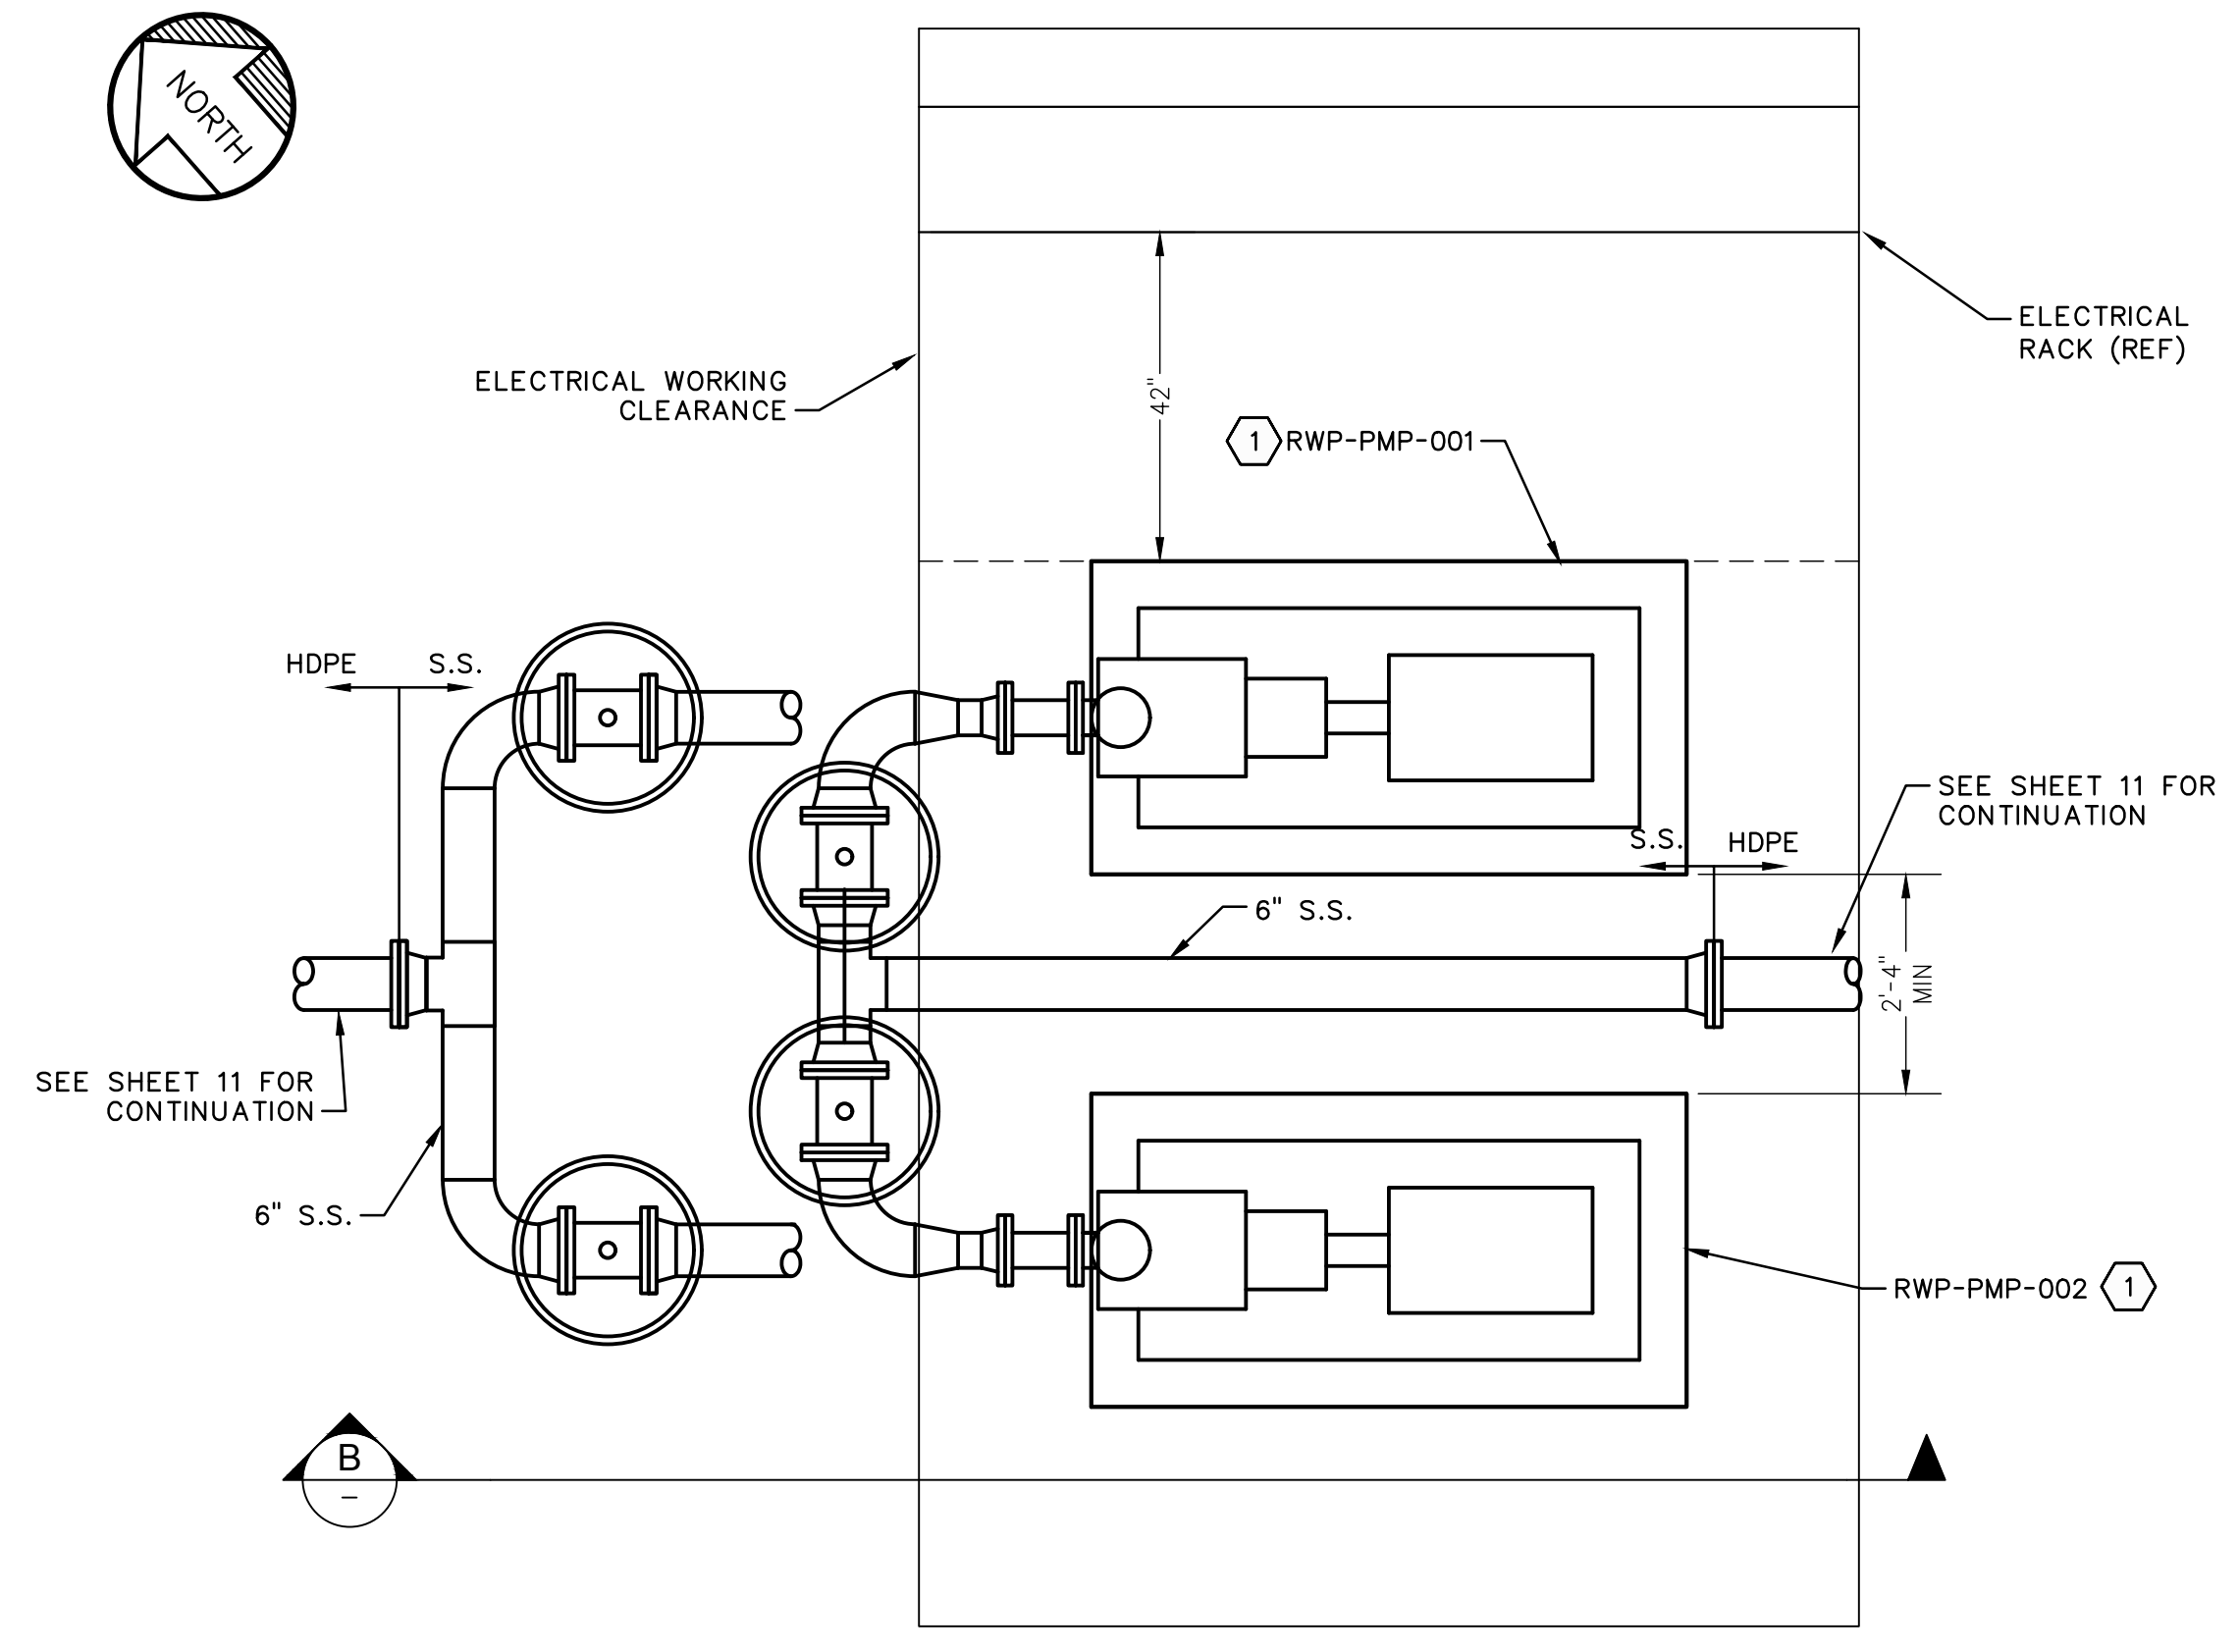 NORTH
ELECTRICAL
RACK (REF)
ELECTRICAL WORKING
CLEARANCE
42"
1
RWP-PMP-001
HDPE
S.S.
SEE SHEET 11 FOR
CONTINUATION
S.S.
HDPE
6" S.S.
2'-4"
MIN
SEE SHEET 11 FOR
CONTINUATION
6" S.S.
RWP-PMP-002
1
B
–